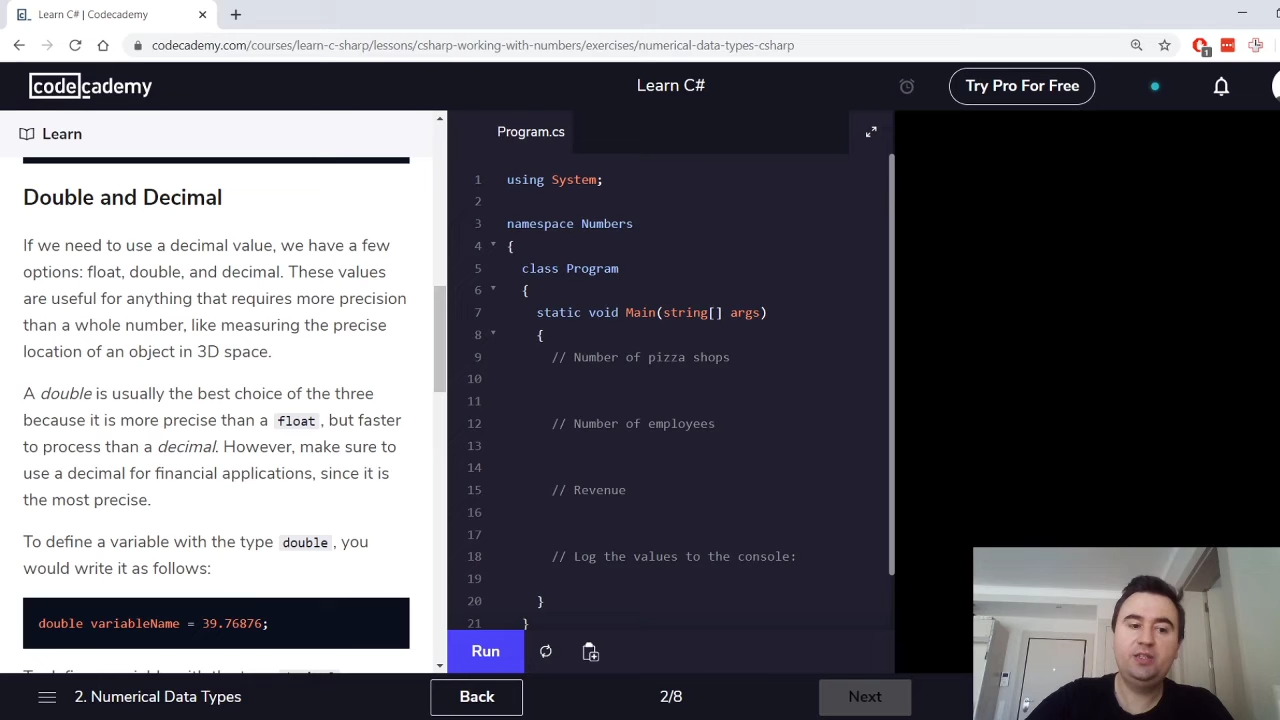 Learn C# | Codecademy
codecademy.com/courses/learn-c-sharp/lessons/csharp-working-with-numbers/exercises/numerical-data-types-csharp
1
codecademy
Learn C#
Try Pro For Free
Learn
Program.cs
Double and Decimal
If we need to use a decimal value, we have a few
options: float, double, and decimal. These values
are useful for anything that requires more precision
than a whole number, like measuring the precise
location of an object in 3D space.
A double is usually the best choice of the three
because it is more precise than a float, but faster
to process than a decimal. However, make sure to
use a decimal for financial applications, since it is
the most precise.
To define a variable with the type double, you
would write it as follows:
double variableName = 39.76876;
1 using System;
2
3 namespace Numbers
4 {
5 class Program
6 {
7 static void Main(string[] args)
8 {
9 // Number of pizza shops
10
11
12 // Number of employees
13
14
15 // Revenue
16
17
18 // Log the values to the console:
19
20 }
21 }
Run
2. Numerical Data Types
Back
2/8
Next